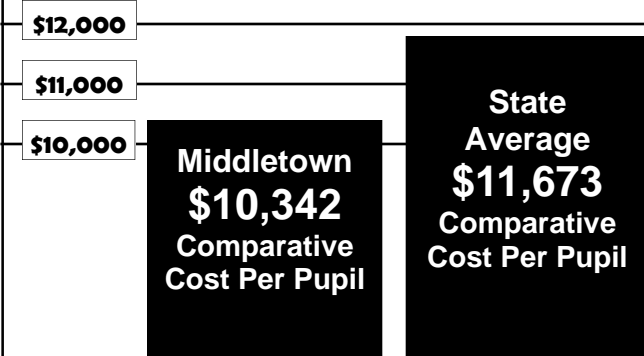 $12,000
$11,000
$10,000
Middletown
$10,342
Comparative
Cost Per Pupil
State
Average
$11,673
Comparative
Cost Per Pupil